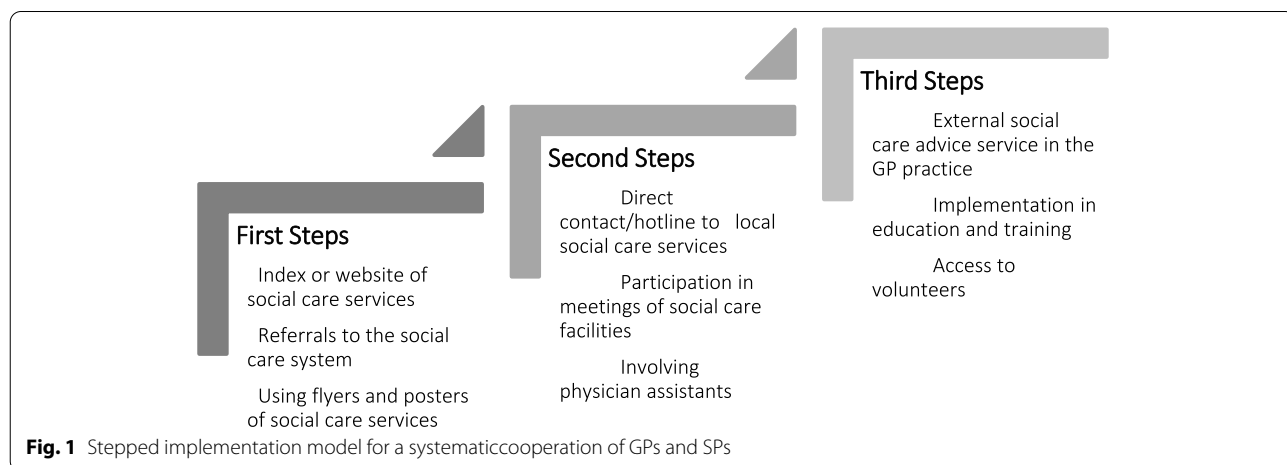 First Steps
Index or website of
social care services
Referrals to the social
care system
Using flyers and posters
of social care services
Second Steps
Direct
contact/hotline to local
social care services
Participation in
meetings of social care
facilities
Involving
physician assistants
Third Steps
External social
care advice service in the
GP practice
Implementation in
education and training
Access to
volunteers
Fig. 1 Stepped implementation model for a systematiccooperation of GPs and SPs